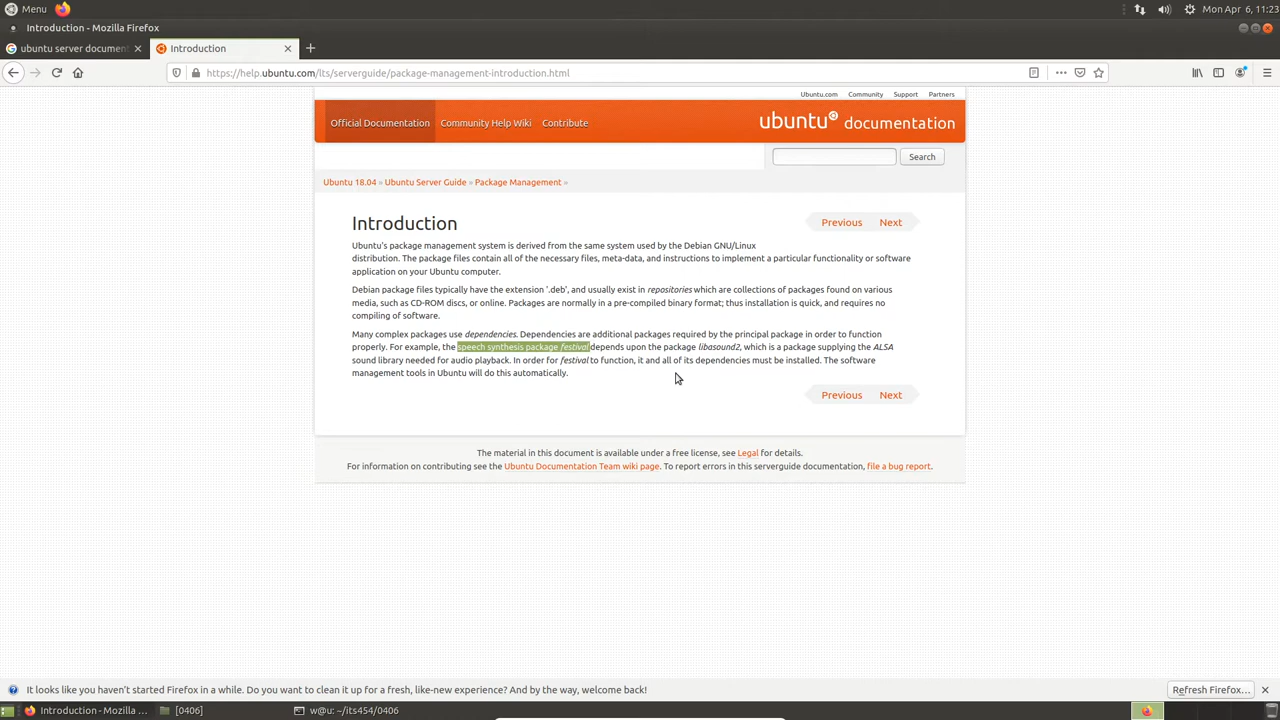 Menu
Mon Apr 6, 11:23
Introduction - Mozilla Firefox
ubuntu server document
Introduction
https://help.ubuntu.com/lts/serverguide/package-management-introduction.html
Ubuntu.com Community Support Partners
Official Documentation Community Help Wiki Contribute
ubuntu documentation
Search
Ubuntu 18.04 » Ubuntu Server Guide » Package Management »
Introduction
Previous Next
Ubuntu's package management system is derived from the same system used by the Debian GNU/Linux
distribution. The package files contain all of the necessary files, meta-data, and instructions to implement a particular functionality or software
application on your Ubuntu computer.
Debian package files typically have the extension '.deb', and usually exist in repositories which are collections of packages found on various
media, such as CD-ROM discs, or online. Packages are normally in a pre-compiled binary format; thus installation is quick, and requires no
compiling of software.
Many complex packages use dependencies. Dependencies are additional packages required by the principal package in order to function
properly. For example, the speech synthesis package festival depends upon the package libasound2, which is a package supplying the ALSA
sound library needed for audio playback. In order for festival to function, it and all of its dependencies must be installed. The software
management tools in Ubuntu will do this automatically.
Previous Next
The material in this document is available under a free license, see Legal for details.
For information on contributing see the Ubuntu Documentation Team wiki page. To report errors in this serverguide documentation, file a bug report.
It looks like you haven't started Firefox in a while. Do you want to clean it up for a fresh, like-new experience? And by the way, welcome back!
Refresh Firefox...
Introduction - Mozilla ...
[0406]
w@u: ~/its454/0406